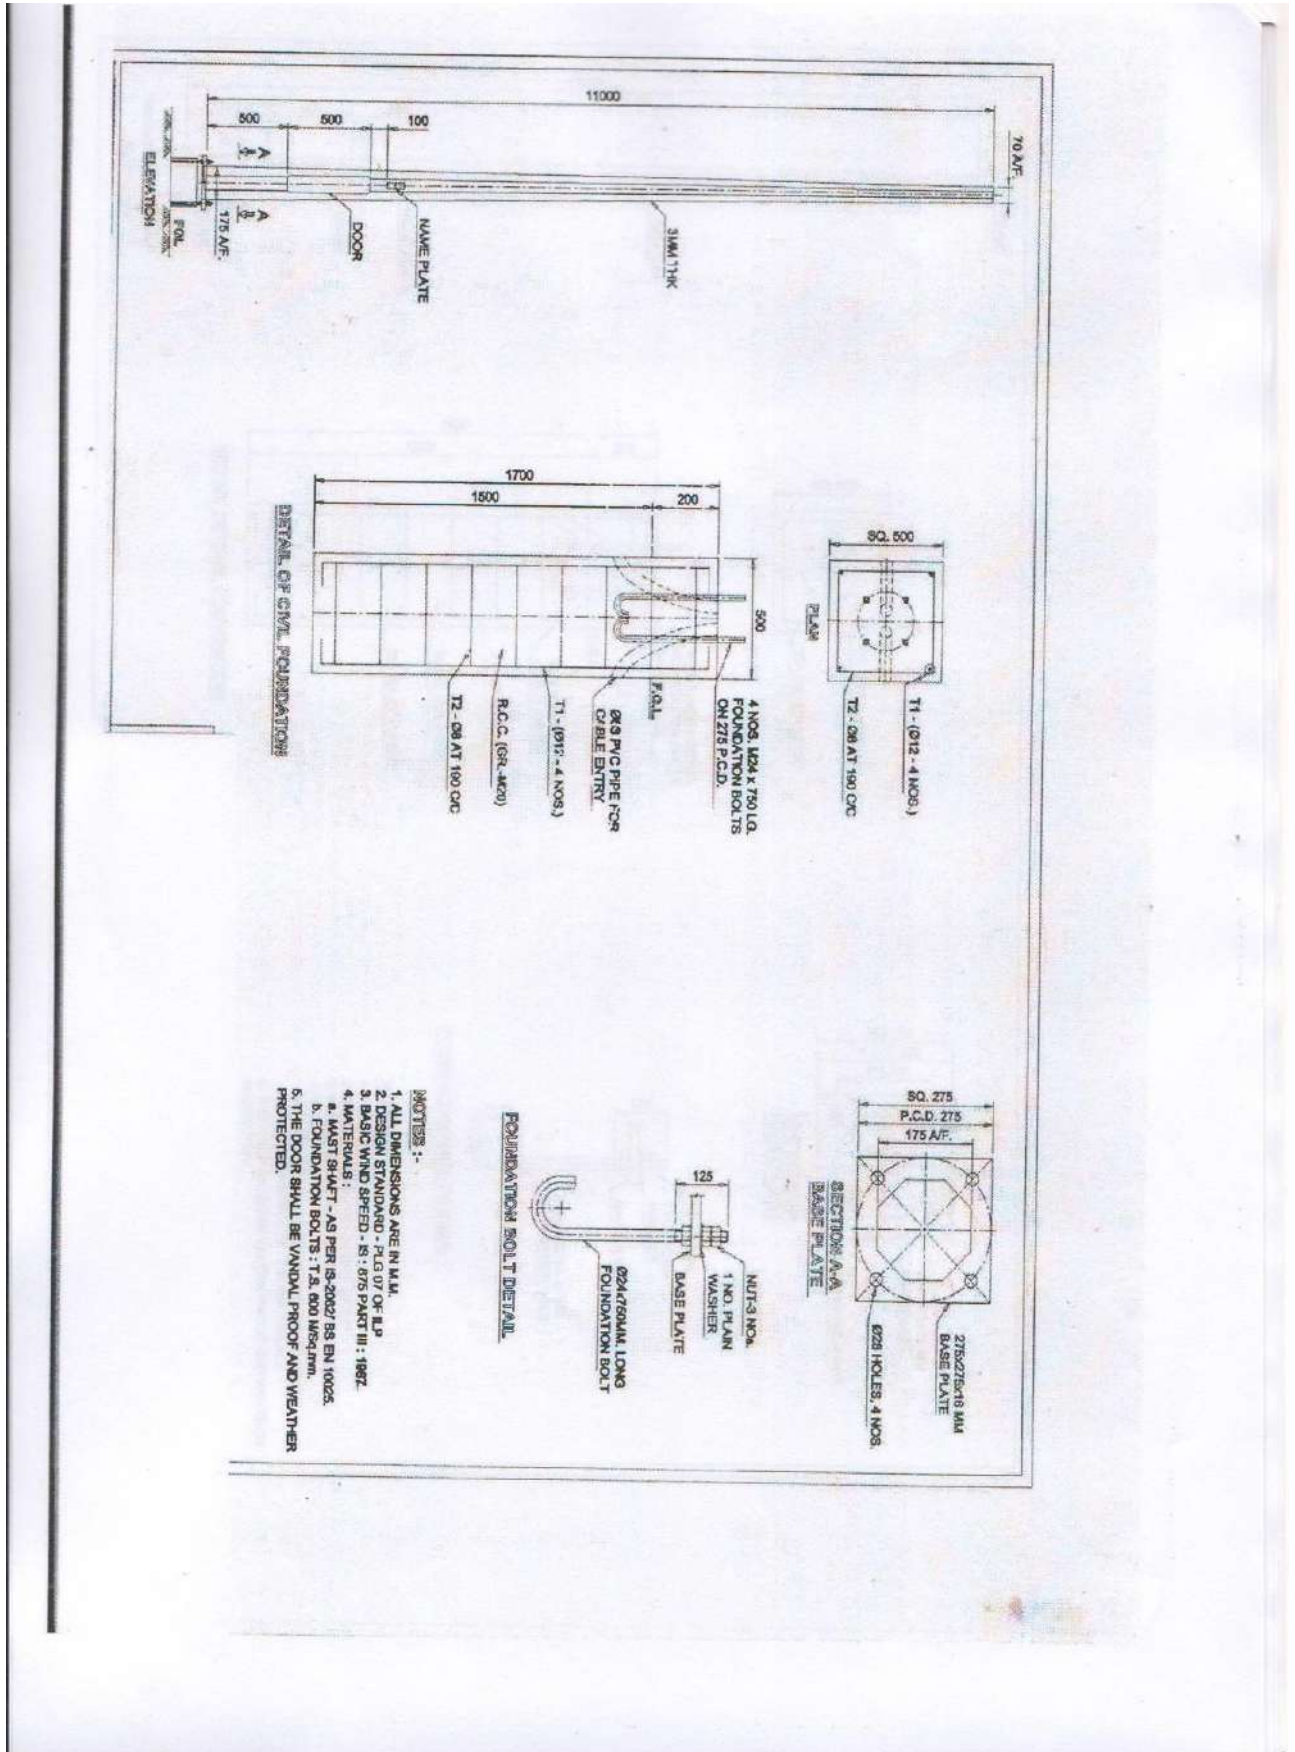 11000
500
500
100
70 A/F.
A
A
175 A/F.
ELEVATION
DOOR
NAME PLATE
3MM THK
1700
1500
200
500
F.G.L.
4 NOS. M24 x 750 LG.
FOUNDATION BOLTS
ON 275 P.C.D.
PVC PIPE FOR
CABLE ENTRY
T1 - (Ø12 - 4 NOS.)
R.C.C. (GR.-M20)
T2 - Ø8 AT 190 C/C
DETAIL OF CIVIL FOUNDATION
SQ. 500
PLAN
T1 - (Ø12 - 4 NOS.)
T2 - Ø8 AT 190 C/C
SQ. 275
P.C.D. 275
175 A/F.
275x275x16 MM
BASE PLATE
Ø28 HOLES, 4 NOS.
SECTION A-A
BASE PLATE
125
NUT-3 NOs.
1 NO. PLAIN
WASHER
BASE PLATE
Ø24x750MM. LONG
FOUNDATION BOLT
FOUNDATION BOLT DETAIL
NOTES :-
1. ALL DIMENSIONS ARE IN M.M.
2. DESIGN STANDARD - PLG 07 OF ILP
3. BASIC WIND SPEED - IS : 875 PART III : 1987.
4. MATERIALS :
a. MAST SHAFT - AS PER IS-2062/ BS EN 10025.
b. FOUNDATION BOLTS : T.S. 600 N/Sq.mm.
5. THE DOOR SHALL BE VANDAL PROOF AND WEATHER
PROTECTED.